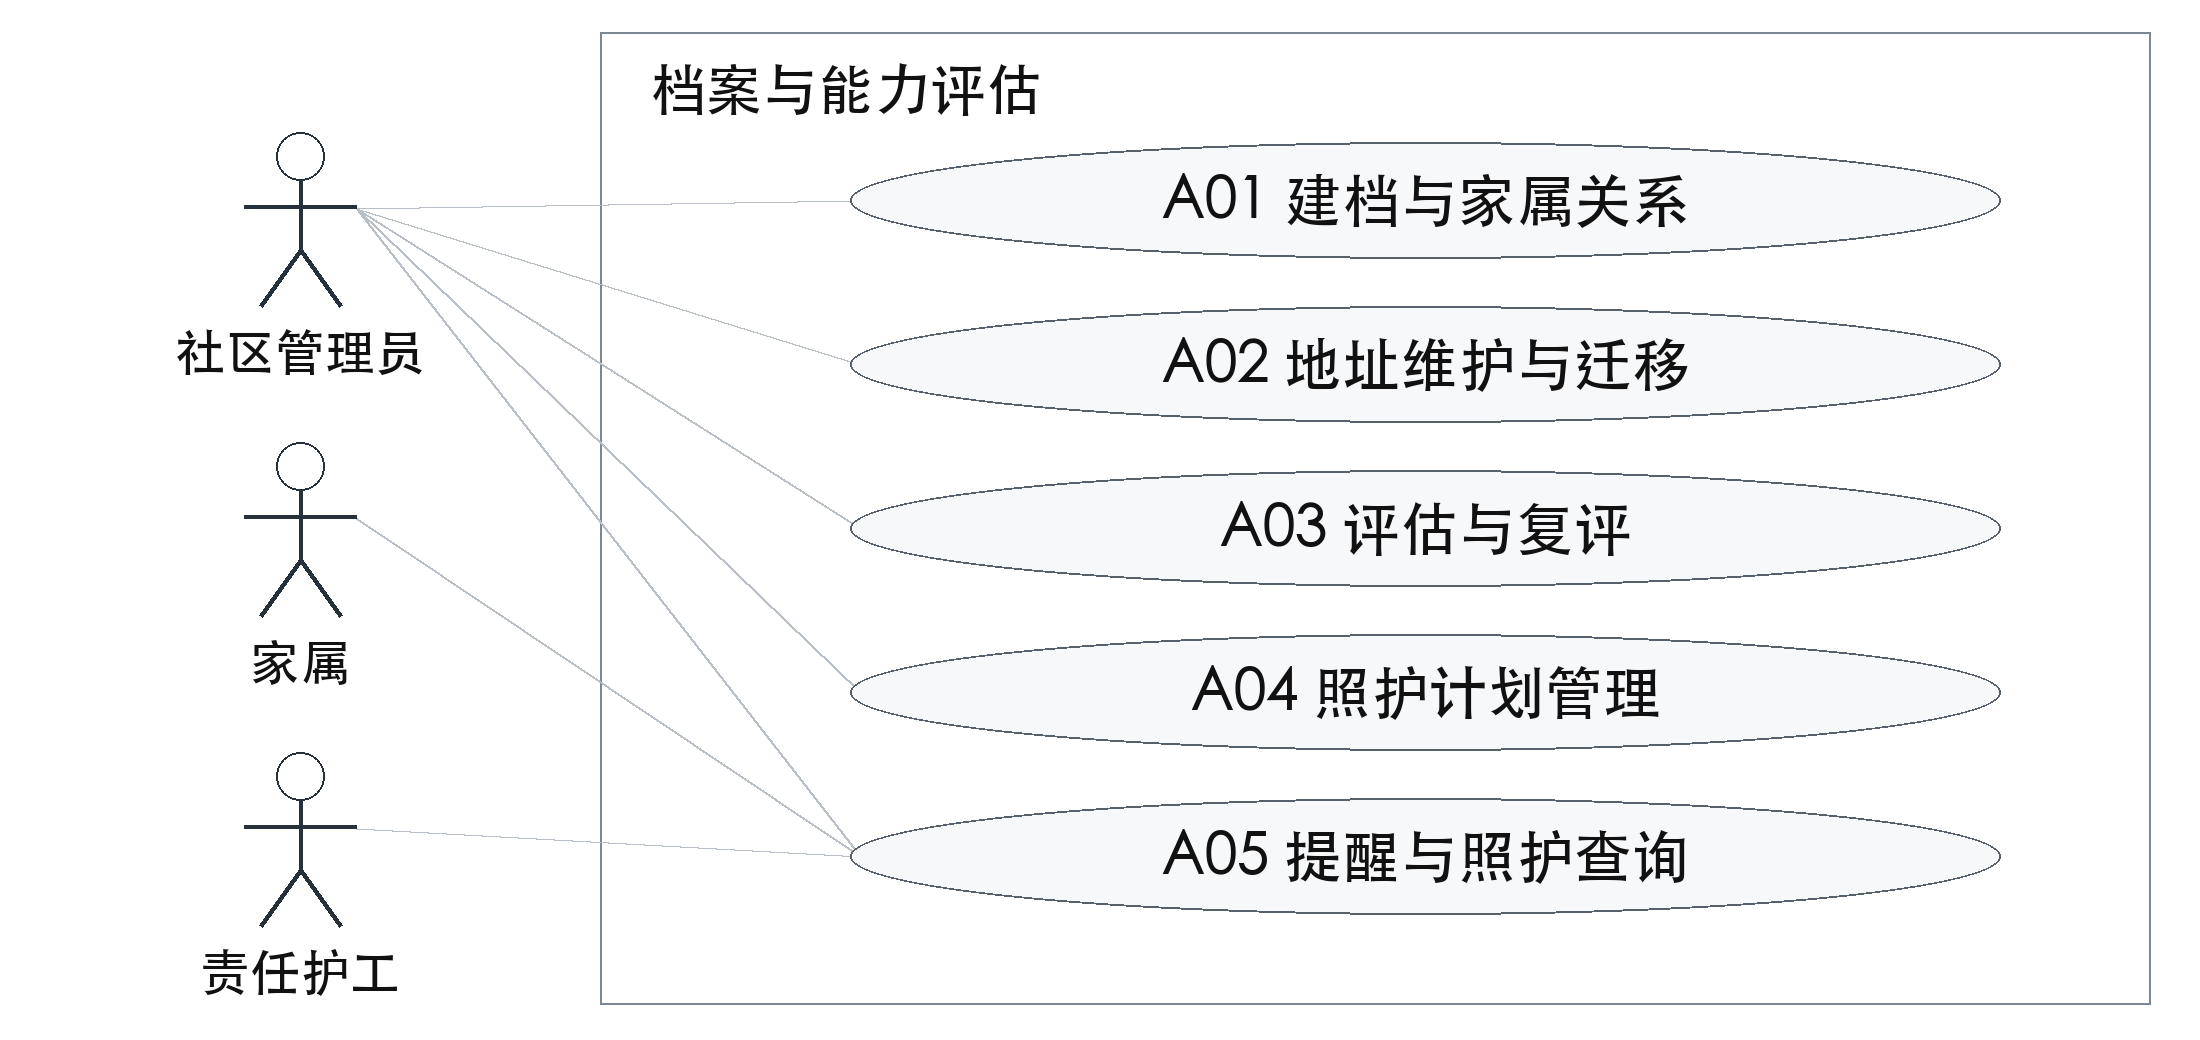 档案与能力评估
A01 建档与家属关系
社区管理员
A02 地址维护与迁移
A03 评估与复评
家属
A04 照护计划管理
A05 提醒与照护查询
责任护工